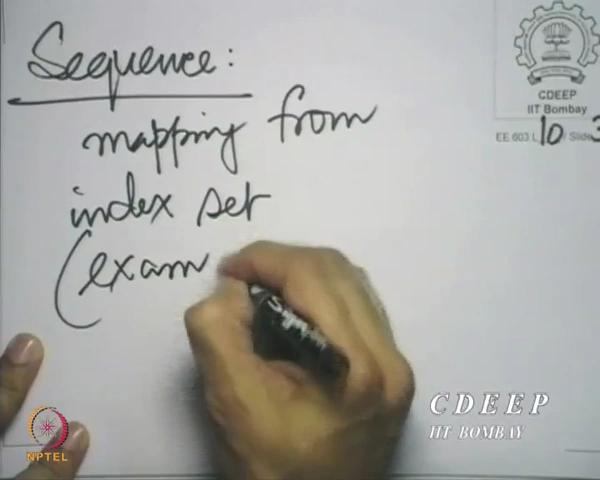 Sequence:
mapping from
index set
(exam
CDEEP
IIT Bombay
EE 603 L 10 / Slide 3
CDEEP
IIT BOMBAY
NPTEL